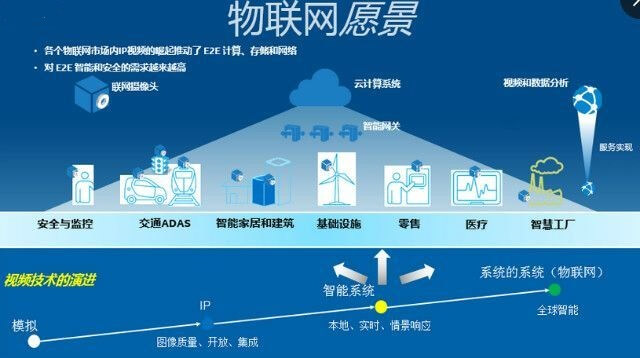 物联网愿景
• 各个物联网市场内IP视频的崛起推动了 E2E 计算、存储和网络
• 对 E2E 智能和安全的需求越来越高
联网摄像头
云计算系统
视频和数据分析
智能网关
服务实现
安全与监控
交通ADAS
智能家居和建筑
基础设施
零售
医疗
智慧工厂
视频技术的演进
智能系统
系统的系统（物联网）
模拟
IP
图像质量、开放、集成
本地、实时、情景响应
全球智能